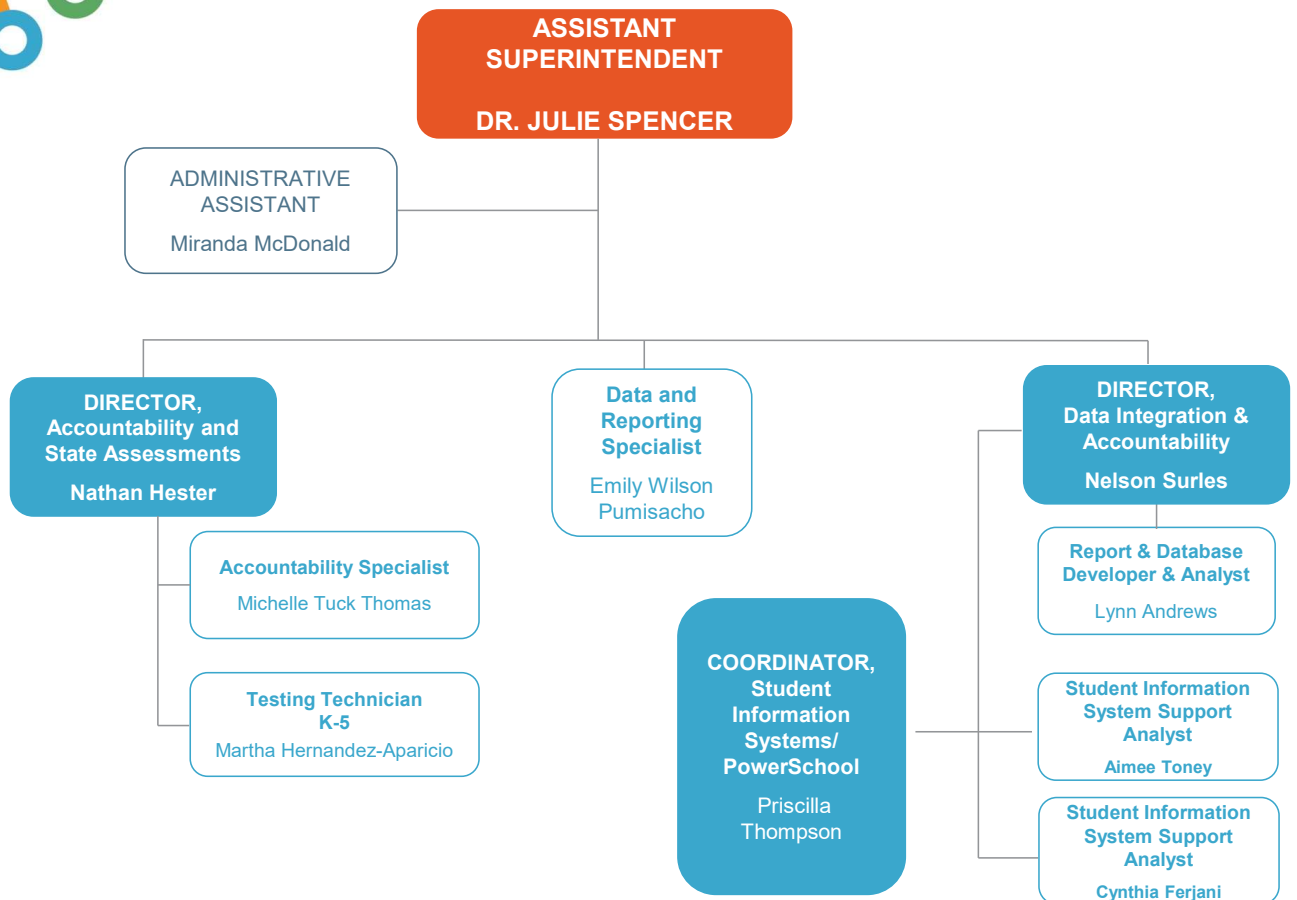 ASSISTANT
SUPERINTENDENT
DR. JULIE SPENCER
ADMINISTRATIVE
ASSISTANT
Miranda McDonald
DIRECTOR,
Accountability and
State Assessments
Nathan Hester
Accountability Specialist
Michelle Tuck Thomas
Testing Technician
K-5
Martha Hernandez-Aparicio
Data and
Reporting
Specialist
Emily Wilson
Pumisacho
DIRECTOR,
Data Integration &
Accountability
Nelson Surles
Report & Database
Developer & Analyst
Lynn Andrews
COORDINATOR,
Student
Information
Systems/
PowerSchool
Priscilla
Thompson
Student Information
System Support
Analyst
Aimee Toney
Student Information
System Support
Analyst
Cynthia Ferjani